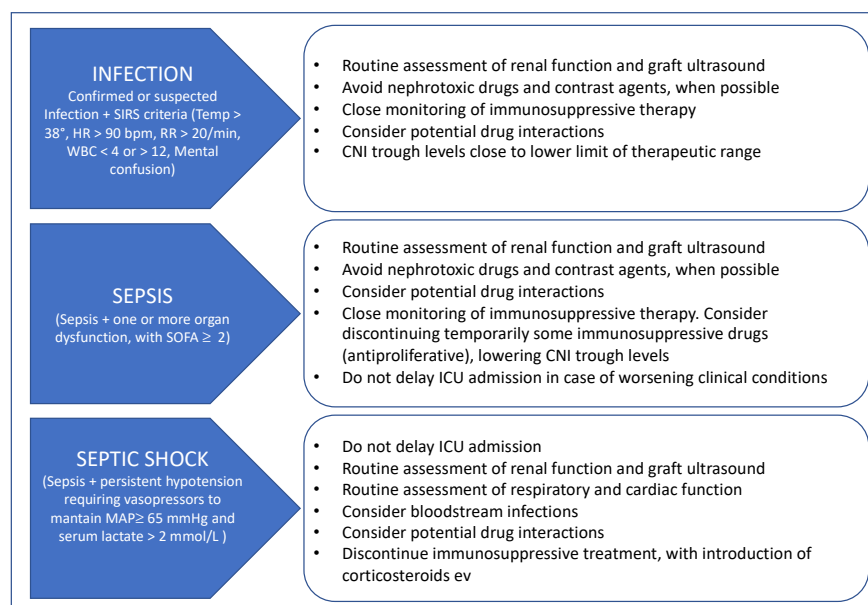 INFECTION
Confirmed or suspected
Infection + SIRS criteria (Temp >
38°, HR > 90 bpm, RR > 20/min,
WBC < 4 or > 12, Mental
confusion)
• Routine assessment of renal function and graft ultrasound
• Avoid nephrotoxic drugs and contrast agents, when possible
• Close monitoring of immunosuppressive therapy
• Consider potential drug interactions
• CNI trough levels close to lower limit of therapeutic range
SEPSIS
(Sepsis + one or more organ
dysfunction, with SOFA ≥ 2)
• Routine assessment of renal function and graft ultrasound
• Avoid nephrotoxic drugs and contrast agents, when possible
• Consider potential drug interactions
• Close monitoring of immunosuppressive therapy. Consider
discontinuing temporarily some immunosuppressive drugs
(antiproliferative), lowering CNI trough levels
• Do not delay ICU admission in case of worsening clinical conditions
SEPTIC SHOCK
(Sepsis + persistent hypotension
requiring vasopressors to
mantain MAP≥ 65 mmHg and
serum lactate > 2 mmol/L )
• Do not delay ICU admission
• Routine assessment of renal function and graft ultrasound
• Routine assessment of respiratory and cardiac function
• Consider bloodstream infections
• Consider potential drug interactions
• Discontinue immunosuppressive treatment, with introduction of
corticosteroids ev